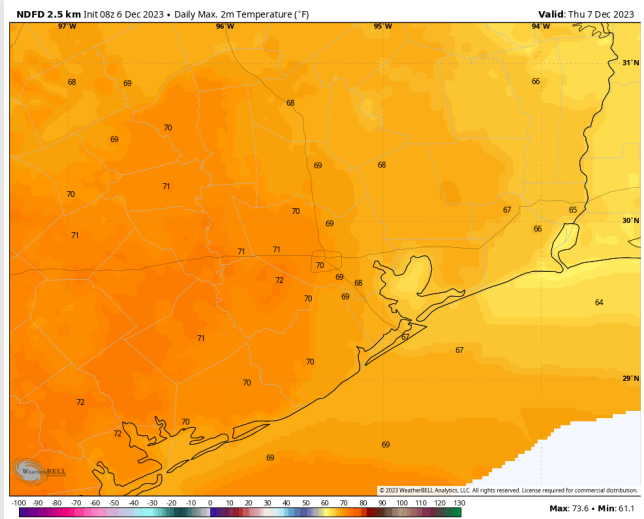 NDFD 2.5 km Init 08z 6 Dec 2023 • Daily Max. 2m Temperature (°F)
Valid: Thu 7 Dec 2023
97°W 96°W 95°W 94°W
31°N
68 69 66
68
70
69
69 68
71
70
70 67 65
69 66
30°N
71
71 71
70
69
72 68
70 69
64
71 67
67
70
29°N
70
72
70
72
69 69
WEATHERBELL
© 2023 WeatherBELL Analytics, LLC. All rights reserved. License required for commercial distribution.
-100 -90 -80 -70 -60 -50 -40 -30 -20 -10 0 10 20 30 40 50 60 70 80 90 100 110 120 130
Max: 73.6 • Min: 61.1